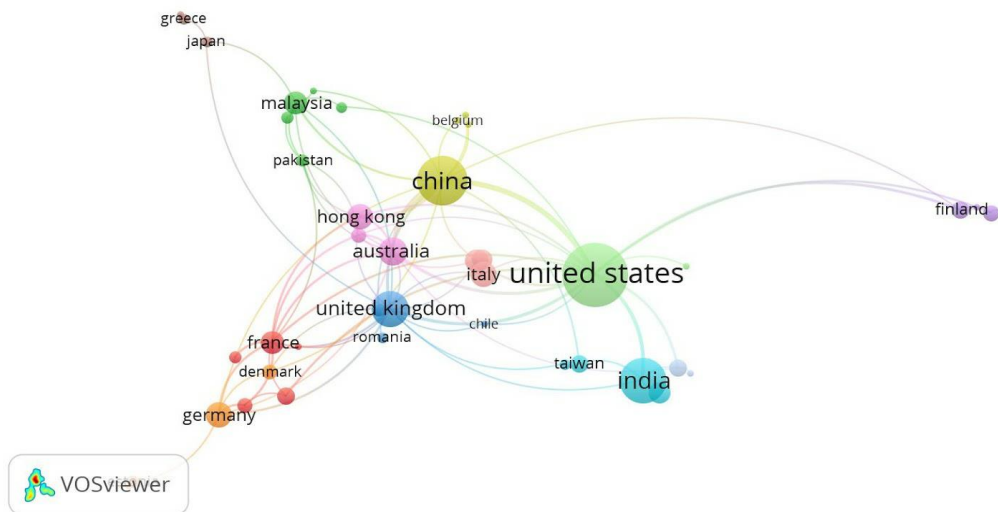 greece
japan
malaysia
belgium
pakistan
china
hong kong
finland
australia
italy
united states
united kingdom
chile
romania
france
taiwan
denmark
india
germany
VOSviewer